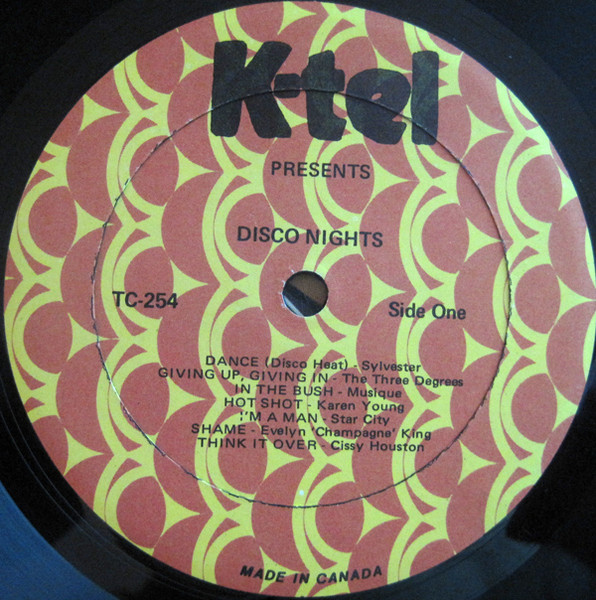 K-tel
PRESENTS
DISCO NIGHTS
TC-254
Side One
DANCE (Disco Heat) - Sylvester
GIVING UP, GIVING IN - The Three Degrees
IN THE BUSH - Musique
HOT SHOT - Karen Young
I'M A MAN - Star City
SHAME - Evelyn 'Champagne' King
THINK IT OVER - Cissy Houston
MADE IN CANADA